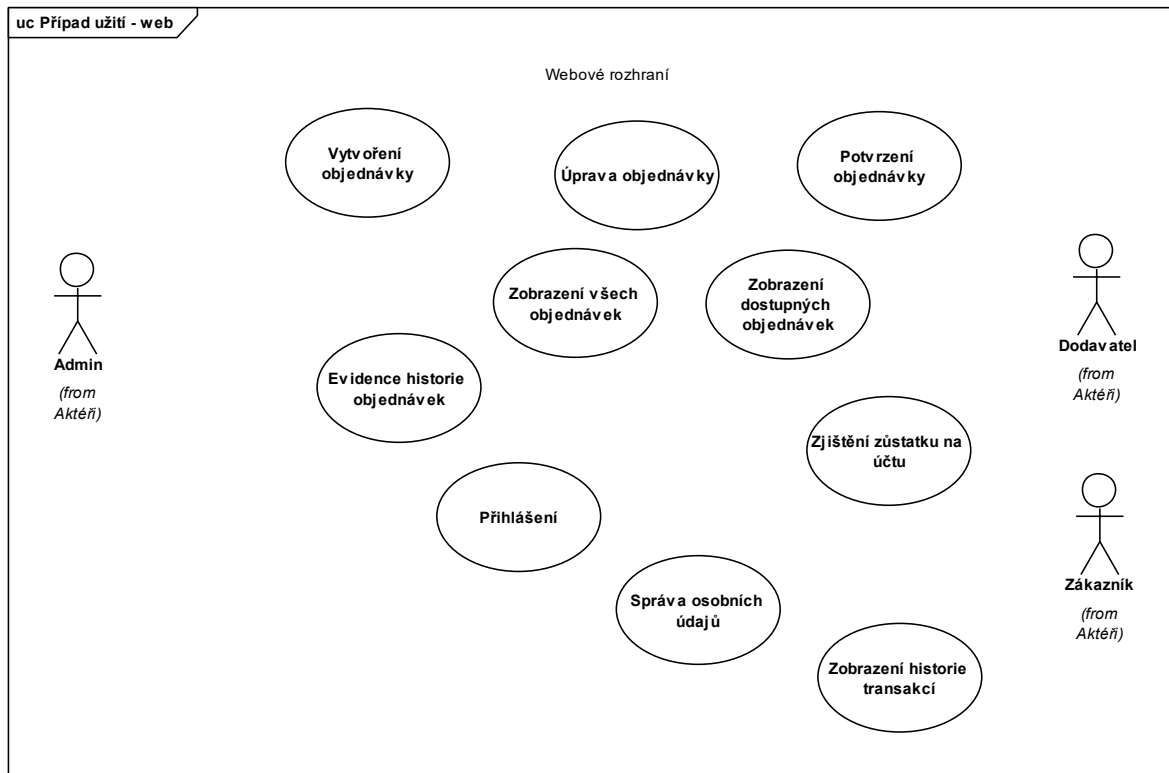 uc Případ užití - web
Webové rozhraní
Vytvoření
objednávky
Úprava objednávky
Potvrzení
objednávky
Zobrazení všech
objednávek
Zobrazení
dostupných
objednávek
Admin
(from
Aktéři)
Dodavatel
(from
Aktéři)
Evidence historie
objednávek
Zjištění zůstatku na
účtu
Přihlášení
Zákazník
(from
Aktéři)
Správa osobních
údajů
Zobrazení historie
transakcí